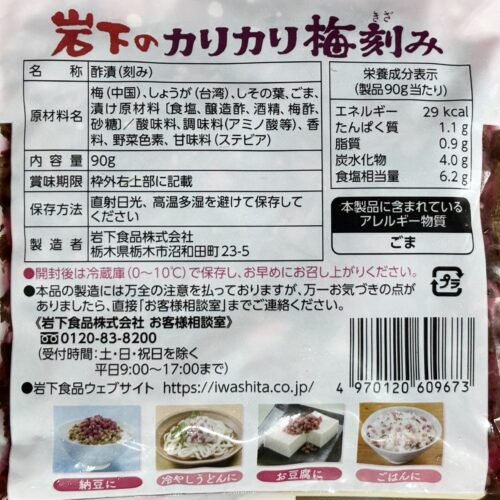 岩下のカリカリ梅刻み
きざ
名称 酢漬(刻み)
原材料名 梅(中国)、しょうが(台湾)、しその葉、ごま、
漬け原材料[食塩、醸造酢、酒精、梅酢、
砂糖]/酸味料、調味料(アミノ酸等)、香
料、野菜色素、甘味料(ステビア)
内容量 90g
賞味期限 枠外右上部に記載
保存方法 直射日光、高温多湿を避けて保存して
ください
製造者 岩下食品株式会社
栃木県栃木市沼和田町23-5
栄養成分表示
(製品90g当たり)
エネルギー 29 kcal
たんぱく質 1.1 g
脂質 0.9 g
炭水化物 4.0 g
食塩相当量 6.2 g
本製品に含まれている
アレルギー物質
ごま
●開封後は冷蔵庫(0~10℃)で保存し、お早めにお召し上がりください。
●本品の製造には万全の注意を払っておりますが、万一お気づきの点が
ありましたら、直接「お客様相談室」までご連絡ください。
《岩下食品株式会社 お客様相談室》
0120-83-8200
(受付時間:土・日・祝日を除く
平日9:00~17:00まで)
●岩下食品ウェブサイト https://iwashita.co.jp/
プラ
4970120609673
納豆に
冷やしうどんに
お豆腐に
ごはんに